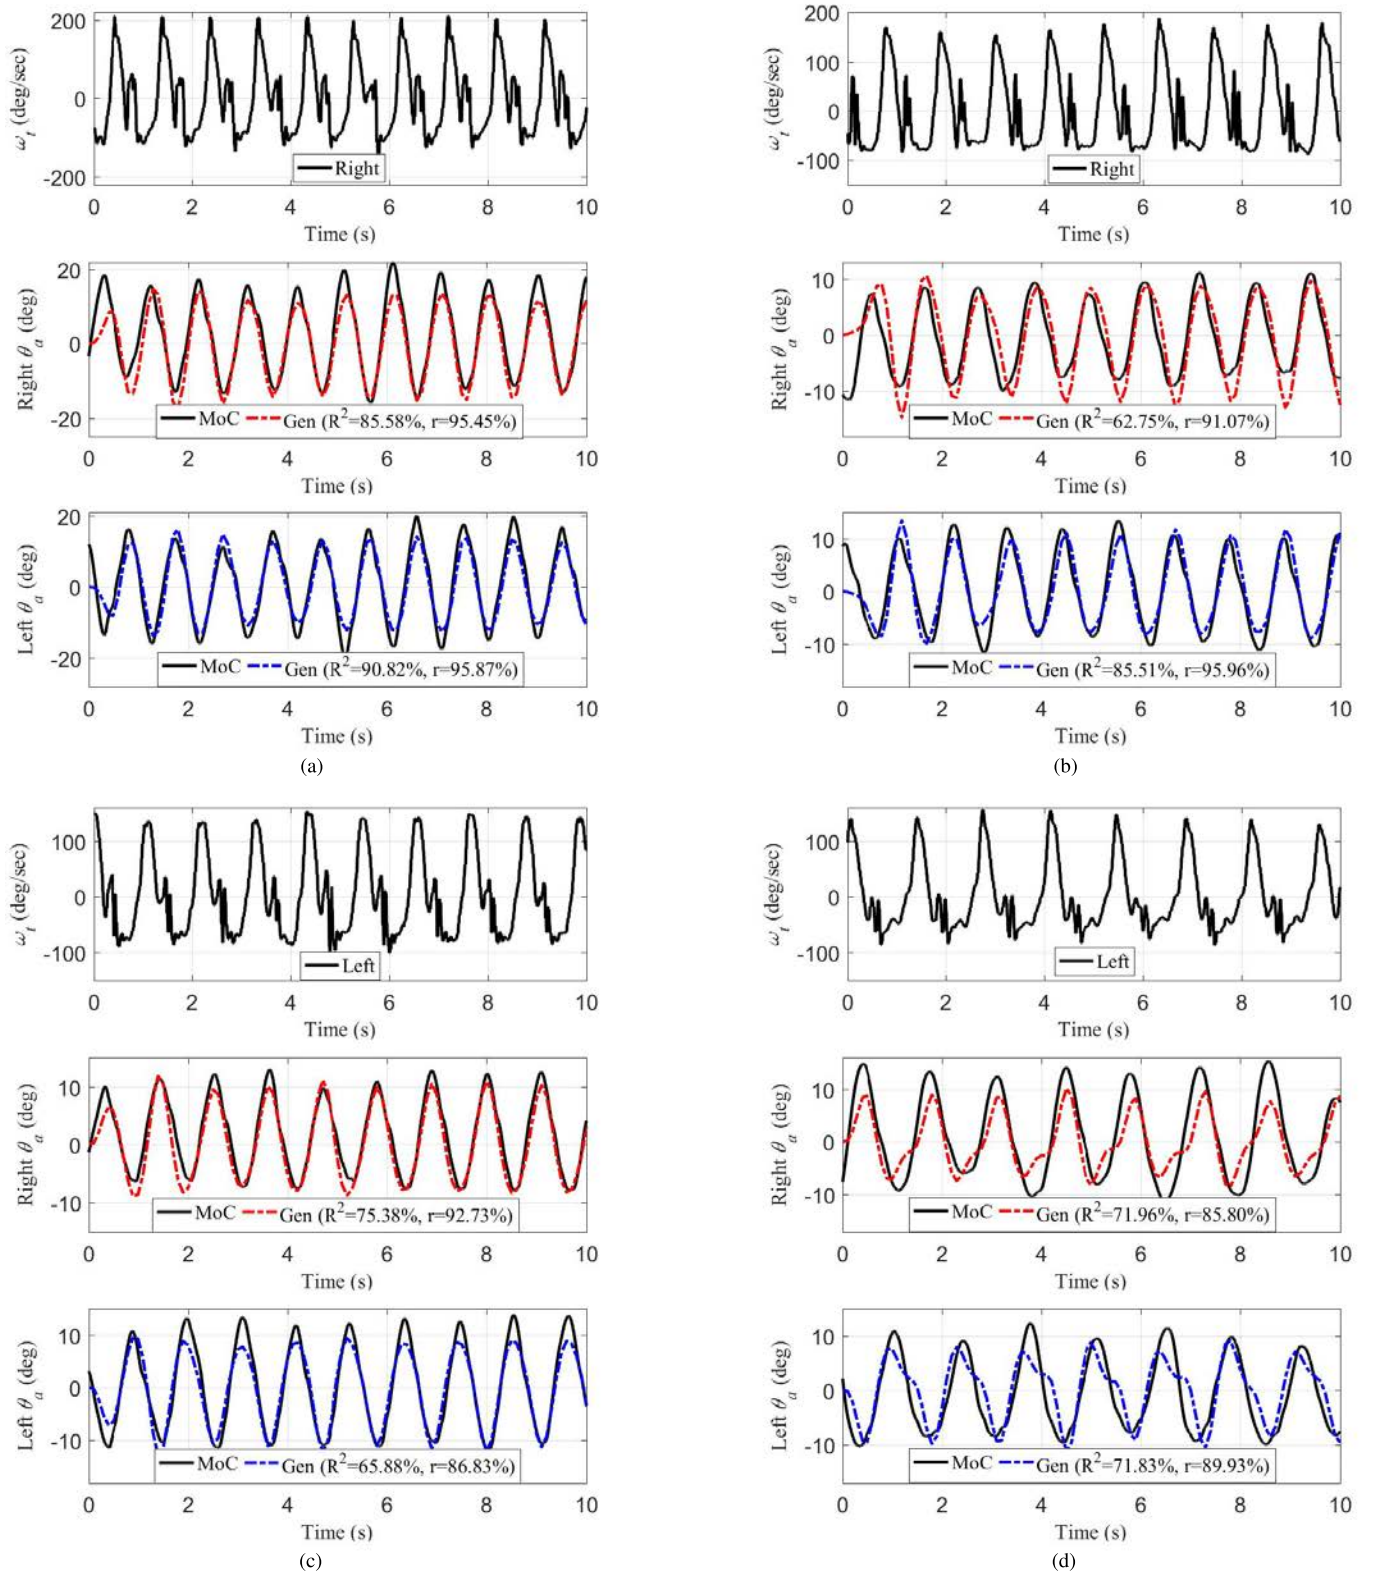 200
0
-200
ω_t (deg/sec)
Right
0 2 4 6 8 10
Time (s)
20
0
-20
Right θ_a (deg)
MoC Gen (R²=85.58%, r=95.45%)
0 2 4 6 8 10
Time (s)
20
0
-20
Left θ_a (deg)
MoC Gen (R²=90.82%, r=95.87%)
0 2 4 6 8 10
Time (s)
(a)
200
100
0
-100
ω_t (deg/sec)
Right
0 2 4 6 8 10
Time (s)
10
0
-10
Right θ_a (deg)
MoC Gen (R²=62.75%, r=91.07%)
0 2 4 6 8 10
Time (s)
10
0
-10
Left θ_a (deg)
MoC Gen (R²=85.51%, r=95.96%)
0 2 4 6 8 10
Time (s)
(b)
100
0
-100
ω_t (deg/sec)
Left
0 2 4 6 8 10
Time (s)
10
0
-10
Right θ_a (deg)
MoC Gen (R²=75.38%, r=92.73%)
0 2 4 6 8 10
Time (s)
10
0
-10
Left θ_a (deg)
MoC Gen (R²=65.88%, r=86.83%)
0 2 4 6 8 10
Time (s)
(c)
100
0
-100
ω_t (deg/sec)
Left
0 2 4 6 8 10
Time (s)
10
0
-10
Right θ_a (deg)
MoC Gen (R²=71.96%, r=85.80%)
0 2 4 6 8 10
Time (s)
10
0
-10
Left θ_a (deg)
MoC Gen (R²=71.83%, r=89.93%)
0 2 4 6 8 10
Time (s)
(d)